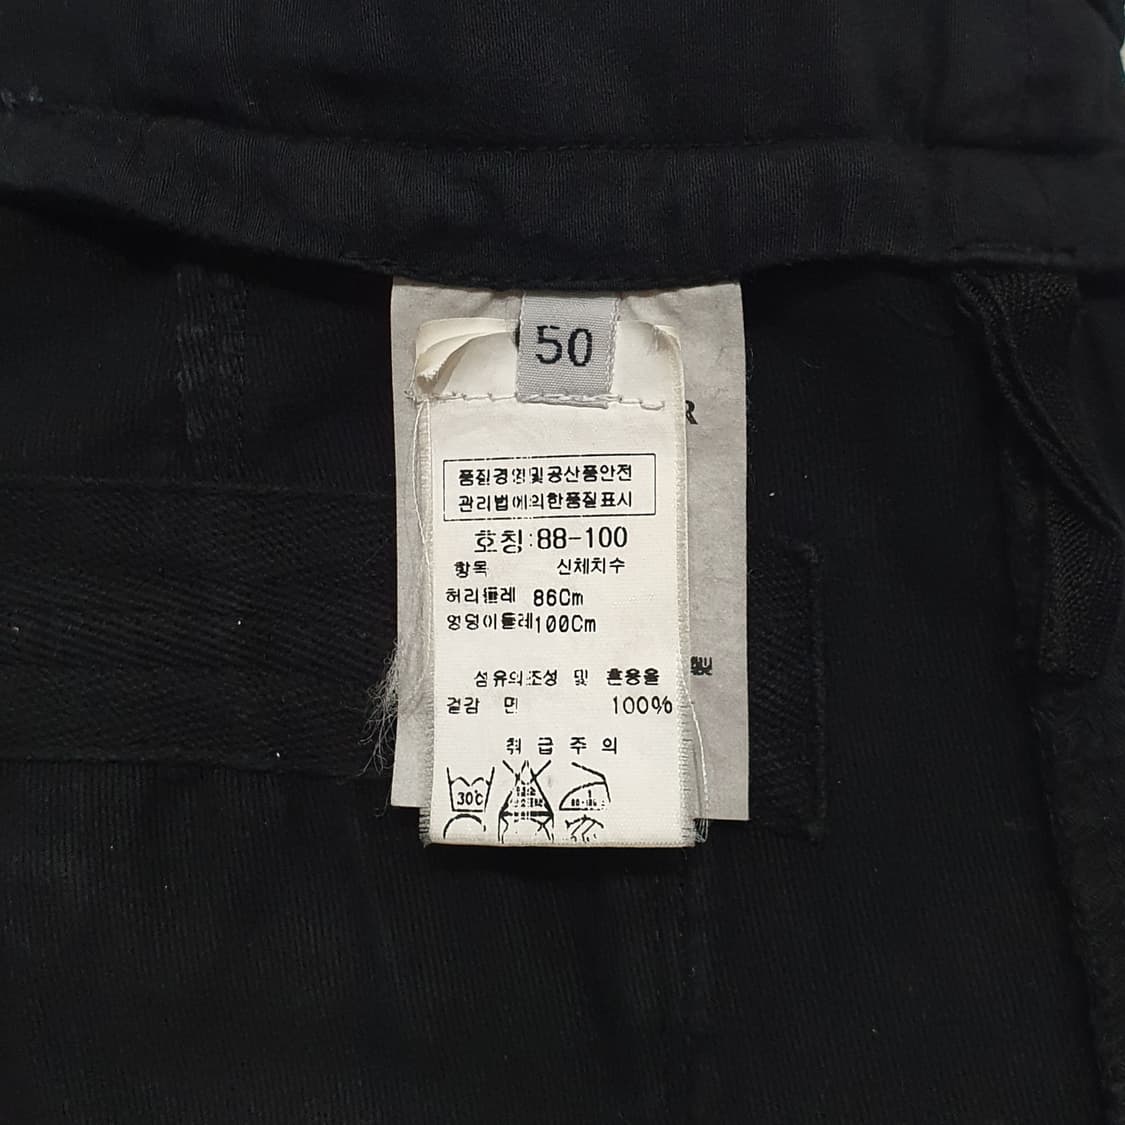 50
R
품질경영및공산품안전
관리법에의한품질표시
호칭:88-100
항목 신체치수
허리둘레 86Cm
엉덩이둘레100Cm
섬유의조성 및 혼용율
겉감 면 100%
취급주의
30℃